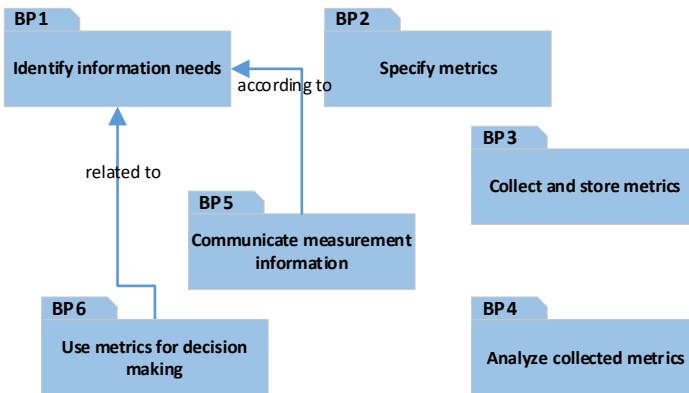 BP1
Identify information needs
BP2
Specify metrics
according to
BP3
Collect and store metrics
related to
BP5
Communicate measurement
information
BP6
Use metrics for decision
making
BP4
Analyze collected metrics